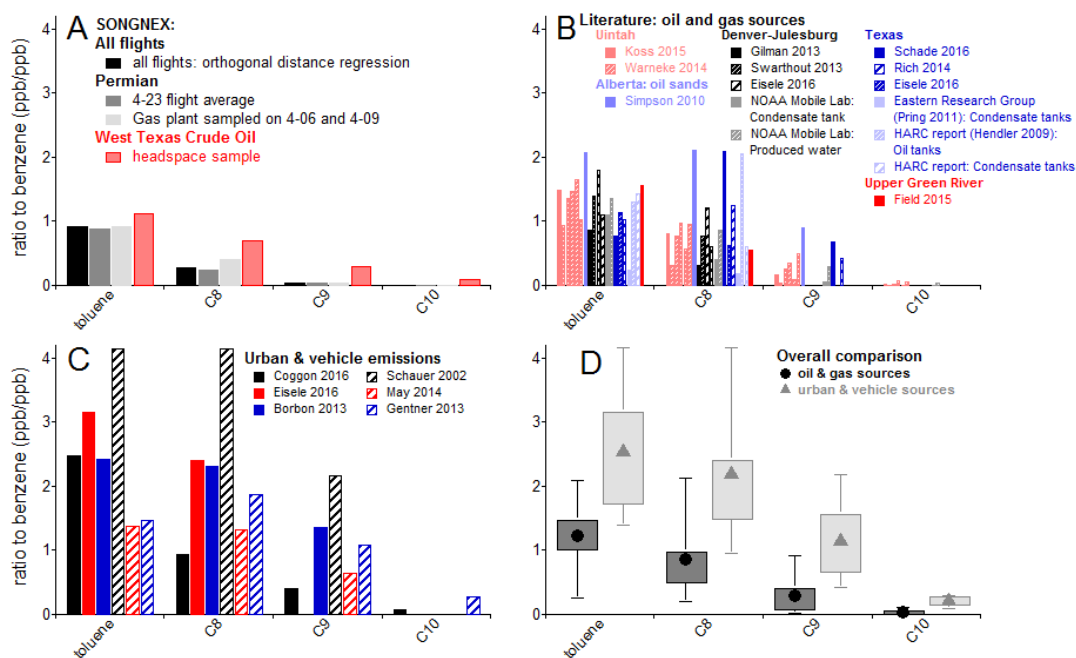 A
SONGNEX:
All flights
all flights: orthogonal distance regression
Permian
4-23 flight average
Gas plant sampled on 4-06 and 4-09
West Texas Crude Oil
headspace sample
ratio to benzene (ppb/ppb)
4
3
2
1
0
toluene
C8
C9
C10
B
Literature: oil and gas sources
Uintah
Koss 2015
Warneke 2014
Alberta: oil sands
Simpson 2010
Denver-Julesburg
Gilman 2013
Swarthout 2013
Eisele 2016
NOAA Mobile Lab:
Condensate tank
NOAA Mobile Lab:
Produced water
Texas
Schade 2016
Rich 2014
Eisele 2016
Eastern Research Group
(Pring 2011): Condensate tanks
HARC report (Hendler 2009):
Oil tanks
HARC report: Condensate tanks
Upper Green River
Field 2015
4
3
2
1
0
toluene
C8
C9
C10
C
Urban & vehicle emissions
Coggon 2016
Eisele 2016
Borbon 2013
Schauer 2002
May 2014
Gentner 2013
ratio to benzene (ppb/ppb)
4
3
2
1
0
toluene
C8
C9
C10
D
Overall comparison
oil & gas sources
urban & vehicle sources
4
3
2
1
0
toluene
C8
C9
C10